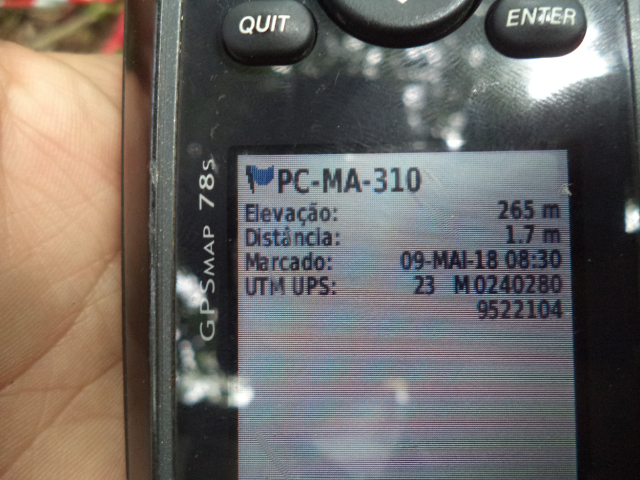 QUIT
ENTER
GPSMAP 78s
PC-MA-310
Elevação: 265 m
Distância: 1.7 m
Marcado: 09-MAI-18 08:30
UTM UPS: 23 M 0240280
9522104